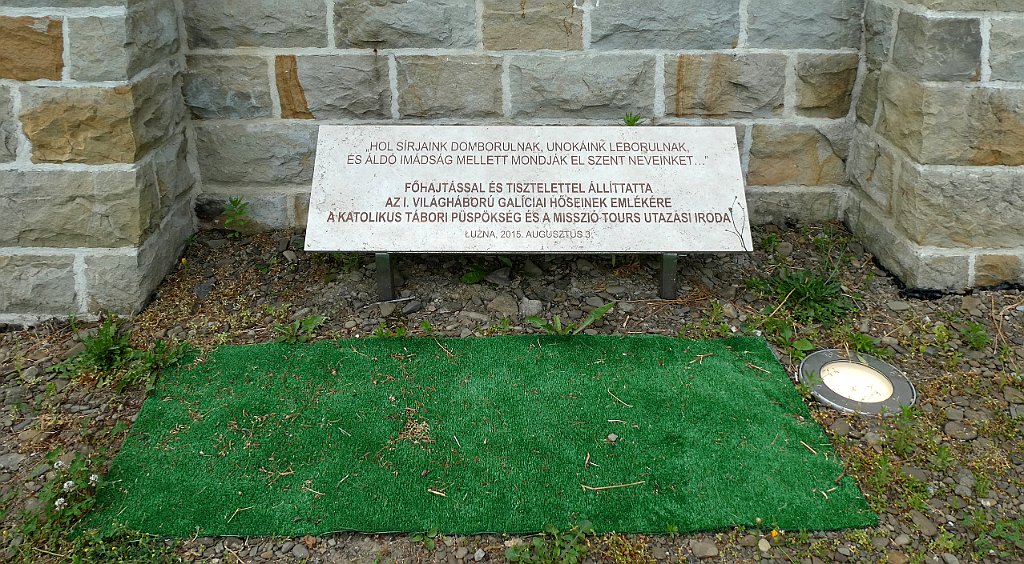 „HOL SÍRJAINK DOMBORULNAK, UNOKÁINK LEBORULNAK,
ÉS ÁLDÓ IMÁDSÁG MELLETT MONDJÁK EL SZENT NEVEINKET…”
FŐHAJTÁSSAL ÉS TISZTELETTEL ÁLLÍTTATTA
AZ I. VILÁGHÁBORÚ GALÍCIAI HŐSEINEK EMLÉKÉRE
A KATOLIKUS TÁBORI PÜSPÖKSÉG ÉS A MISSZIÓ TOURS UTAZÁSI IRODA
ŁUŻNA, 2015. AUGUSZTUS 3.